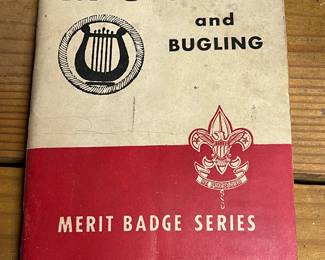 and
BUGLING
MERIT BADGE SERIES